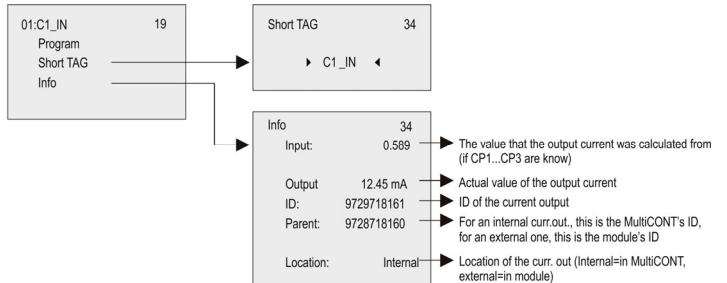 01:C1_IN 19
Program
Short TAG
Info
Short TAG 34
C1_IN
Info 34
Input: 0.589
The value that the output current was calculated from
(if CP1...CP3 are know)
Output 12.45 mA
Actual value of the output current
ID: 9729718161
ID of the current output
Parent: 9728718160
For an internal curr.out., this is the MultiCONT's ID,
for an external one, this is the module's ID
Location: Internal
Location of the curr. out (Internal=in MultiCONT,
external=in module)